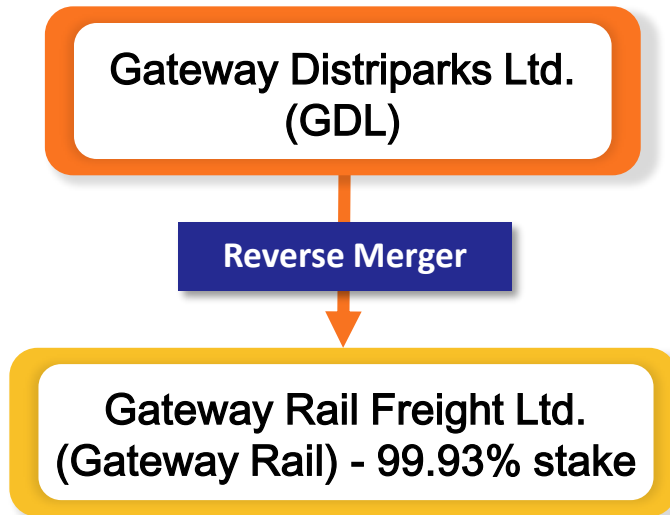 Gateway Distriparks Ltd.
(GDL)
Reverse Merger
Gateway Rail Freight Ltd.
(Gateway Rail) - 99.93% stake